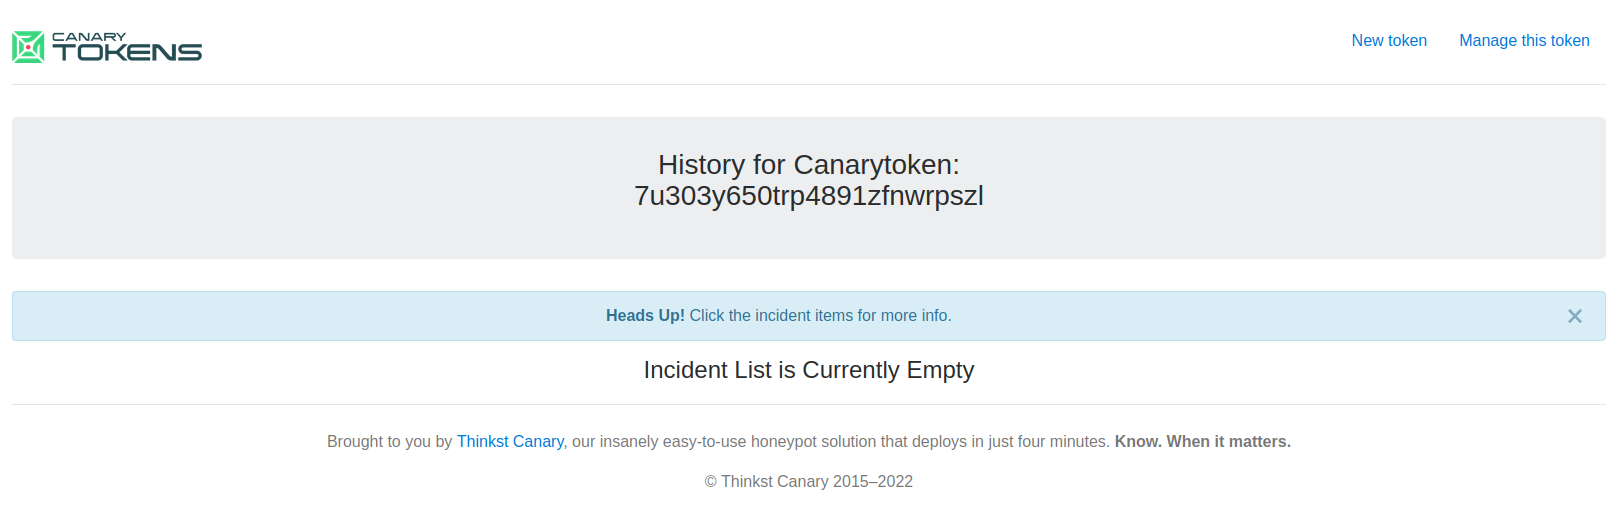 CANARY
TOKENS
New token
Manage this token
History for Canarytoken:
7u303y650trp4891zfnwrpszl
Heads Up! Click the incident items for more info.
×
Incident List is Currently Empty
Brought to you by Thinkst Canary, our insanely easy-to-use honeypot solution that deploys in just four minutes. Know. When it matters.
© Thinkst Canary 2015–2022